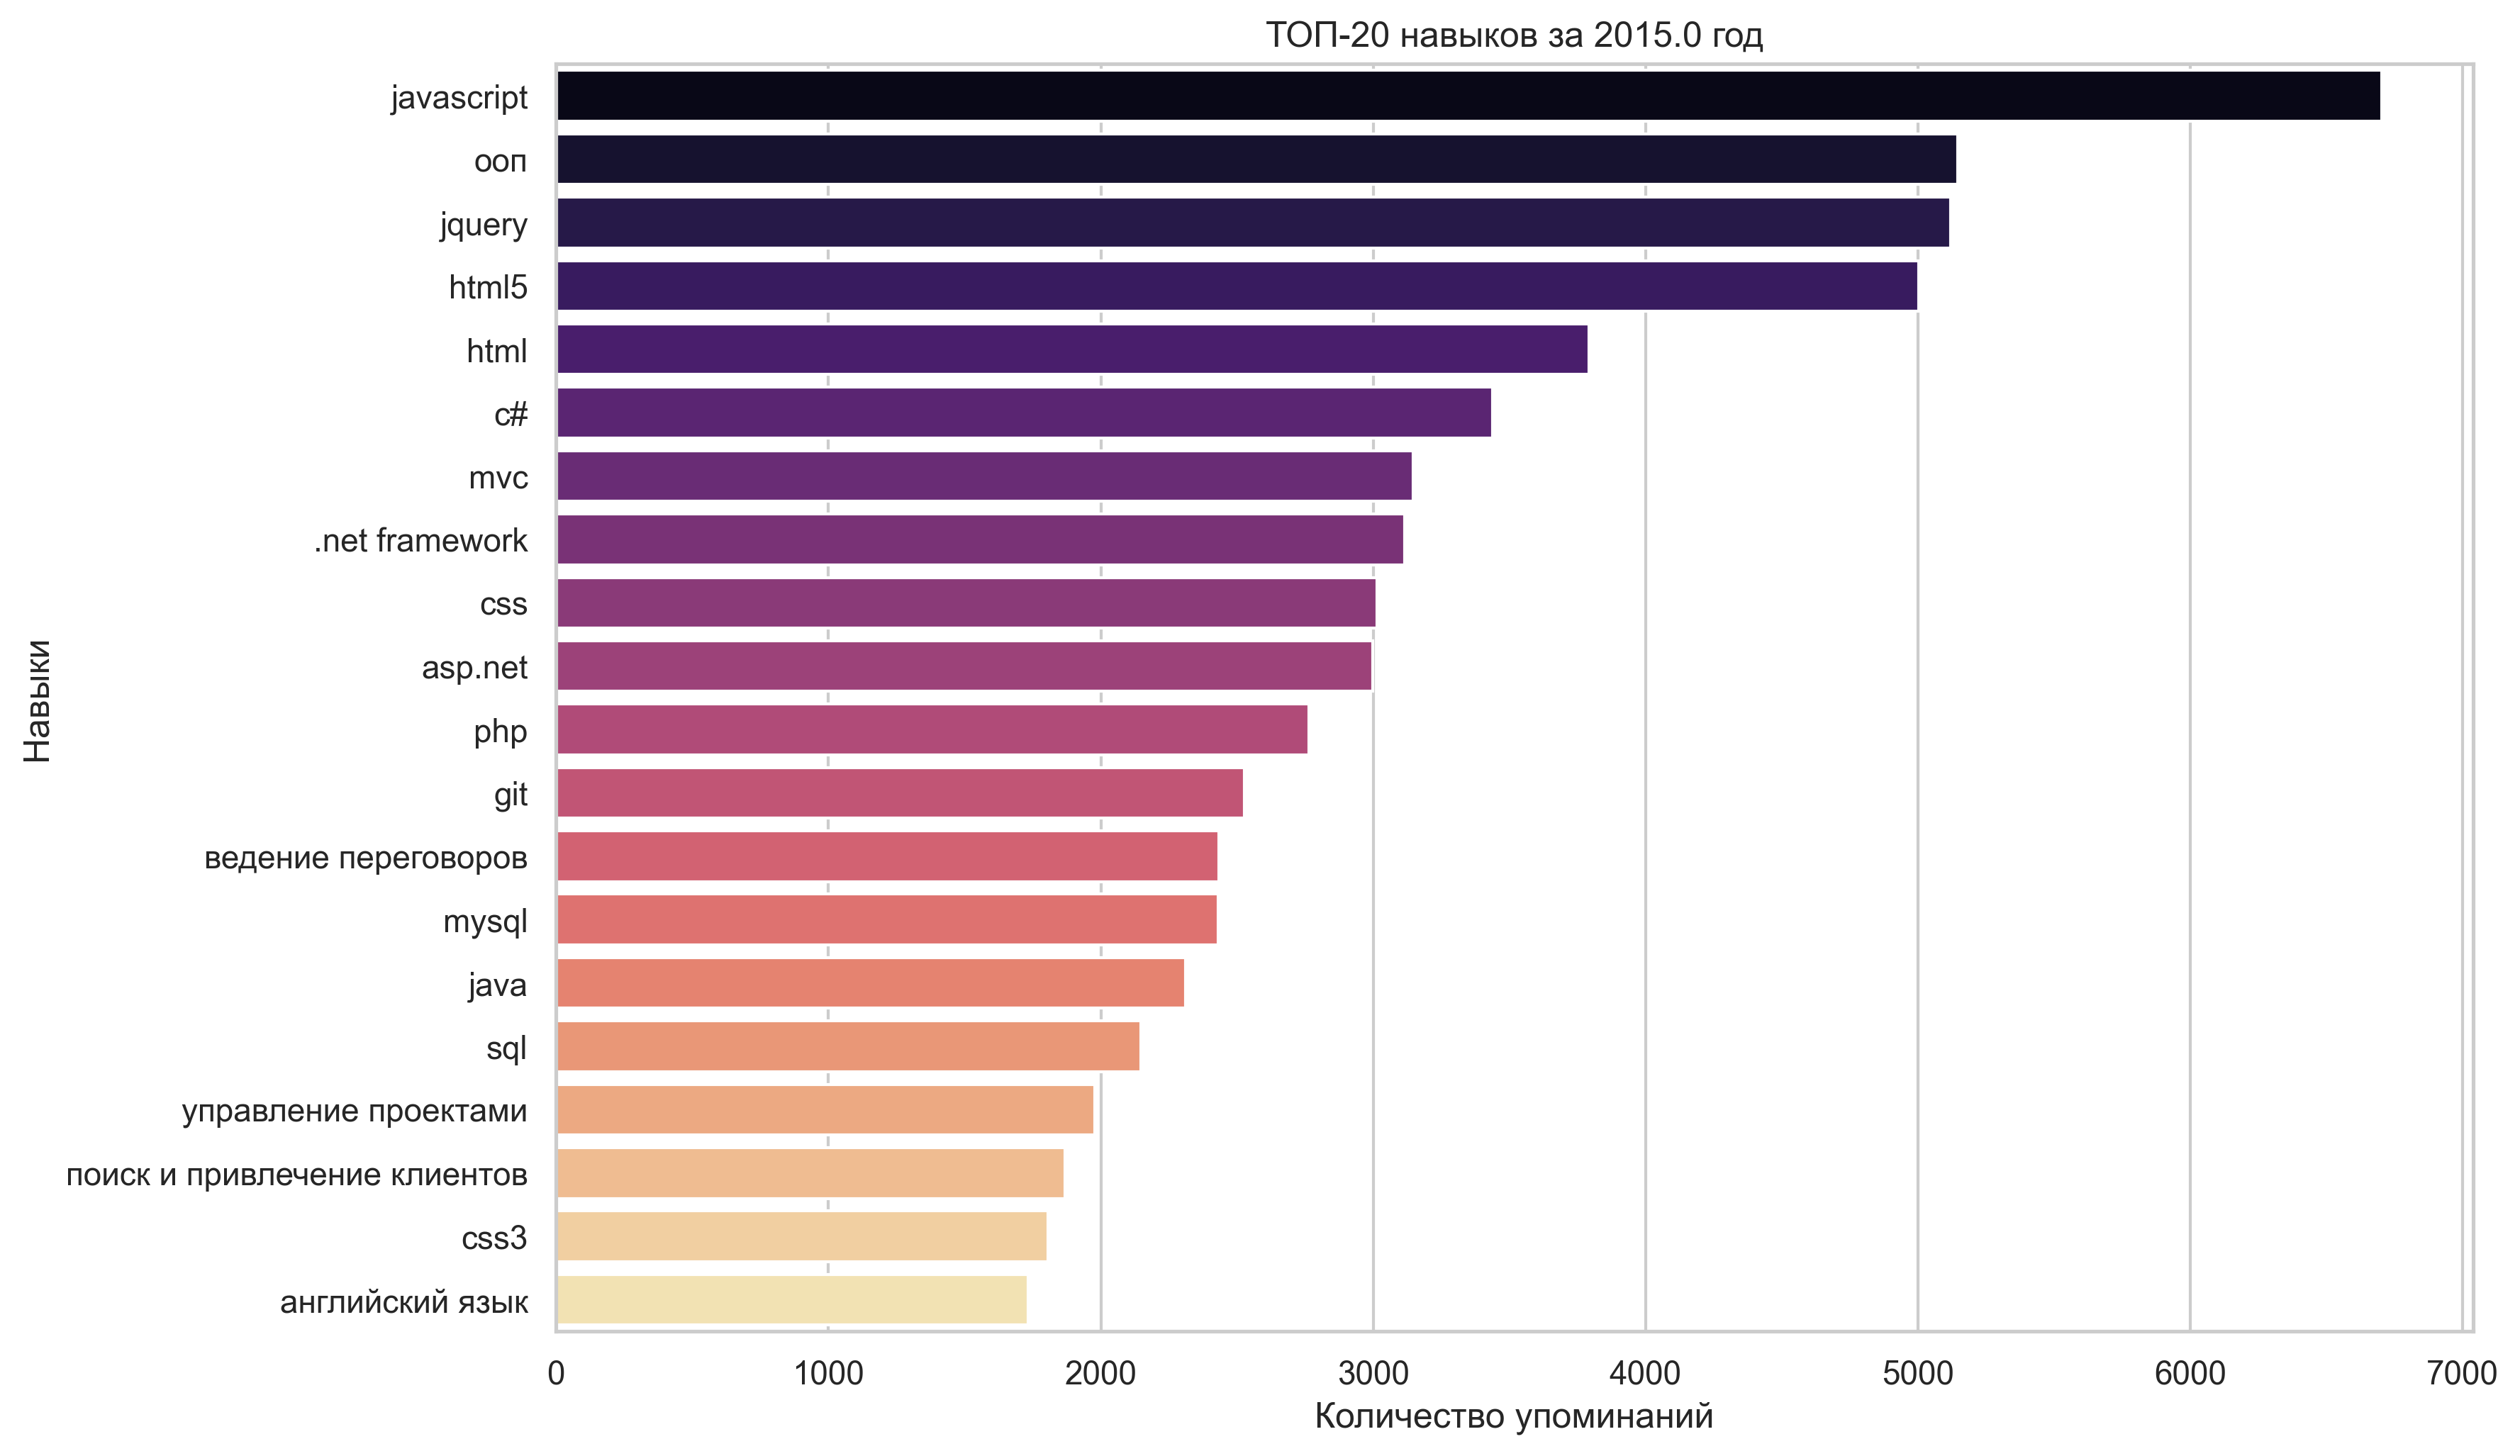 ТОП-20 навыков за 2015.0 год
javascript
ооп
jquery
html5
html
c#
mvc
.net framework
css
asp.net
php
git
ведение переговоров
mysql
java
sql
управление проектами
поиск и привлечение клиентов
css3
английский язык
Навыки
0 1000 2000 3000 4000 5000 6000 7000
Количество упоминаний